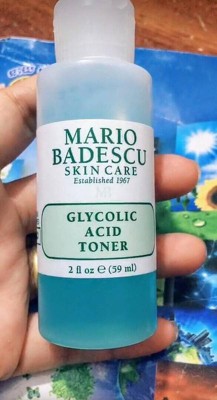 MARIO
BADESCU
SKIN CARE
Established 1967
GLYCOLIC
ACID
TONER
2 fl oz ℮ (59 ml)